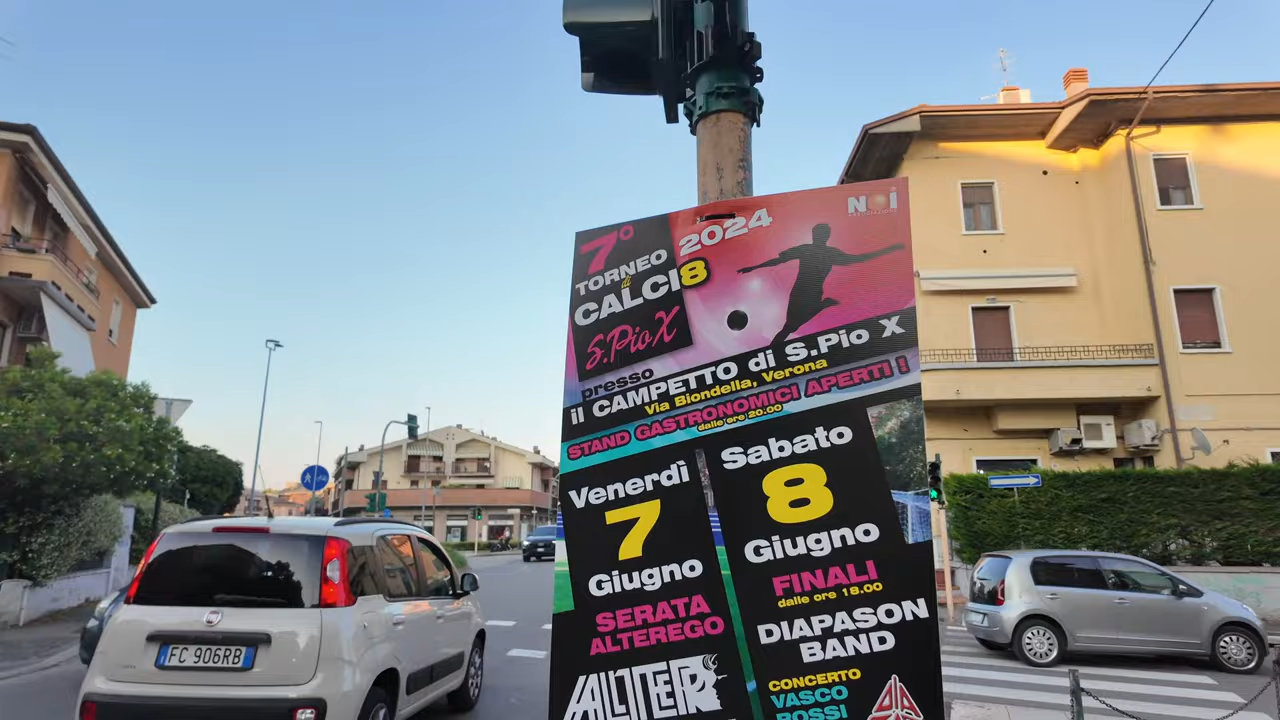 7° 2024
TORNEO
di
CALCI8
S.Pio X
NOI
ASSOCIAZIONE
presso
il CAMPETTO di S.Pio X
Via Biondella, Verona
STAND GASTRONOMICI APERTI !
dalle ore 20.00
Venerdì
7
Giugno
SERATA
ALTEREGO
ALTER
Sabato
8
Giugno
FINALI
dalle ore 18.00
DIAPASON
BAND
CONCERTO
VASCO
ROSSI
FC 906RB